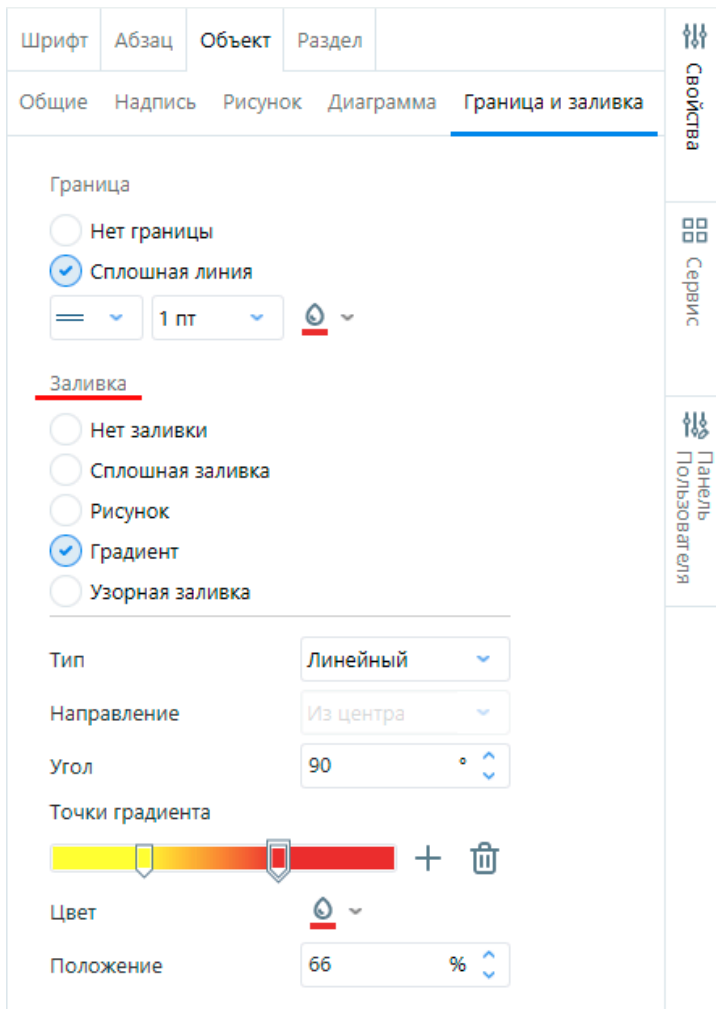 Шрифт Абзац Объект Раздел
Общие Надпись Рисунок Диаграмма Граница и заливка
Граница
Нет границы
Сплошная линия
1 пт
Заливка
Нет заливки
Сплошная заливка
Рисунок
Градиент
Узорная заливка
Тип Линейный
Направление Из центра
Угол 90 °
Точки градиента
Цвет
Положение 66 %
Свойства
Сервис
Панель
Пользователя